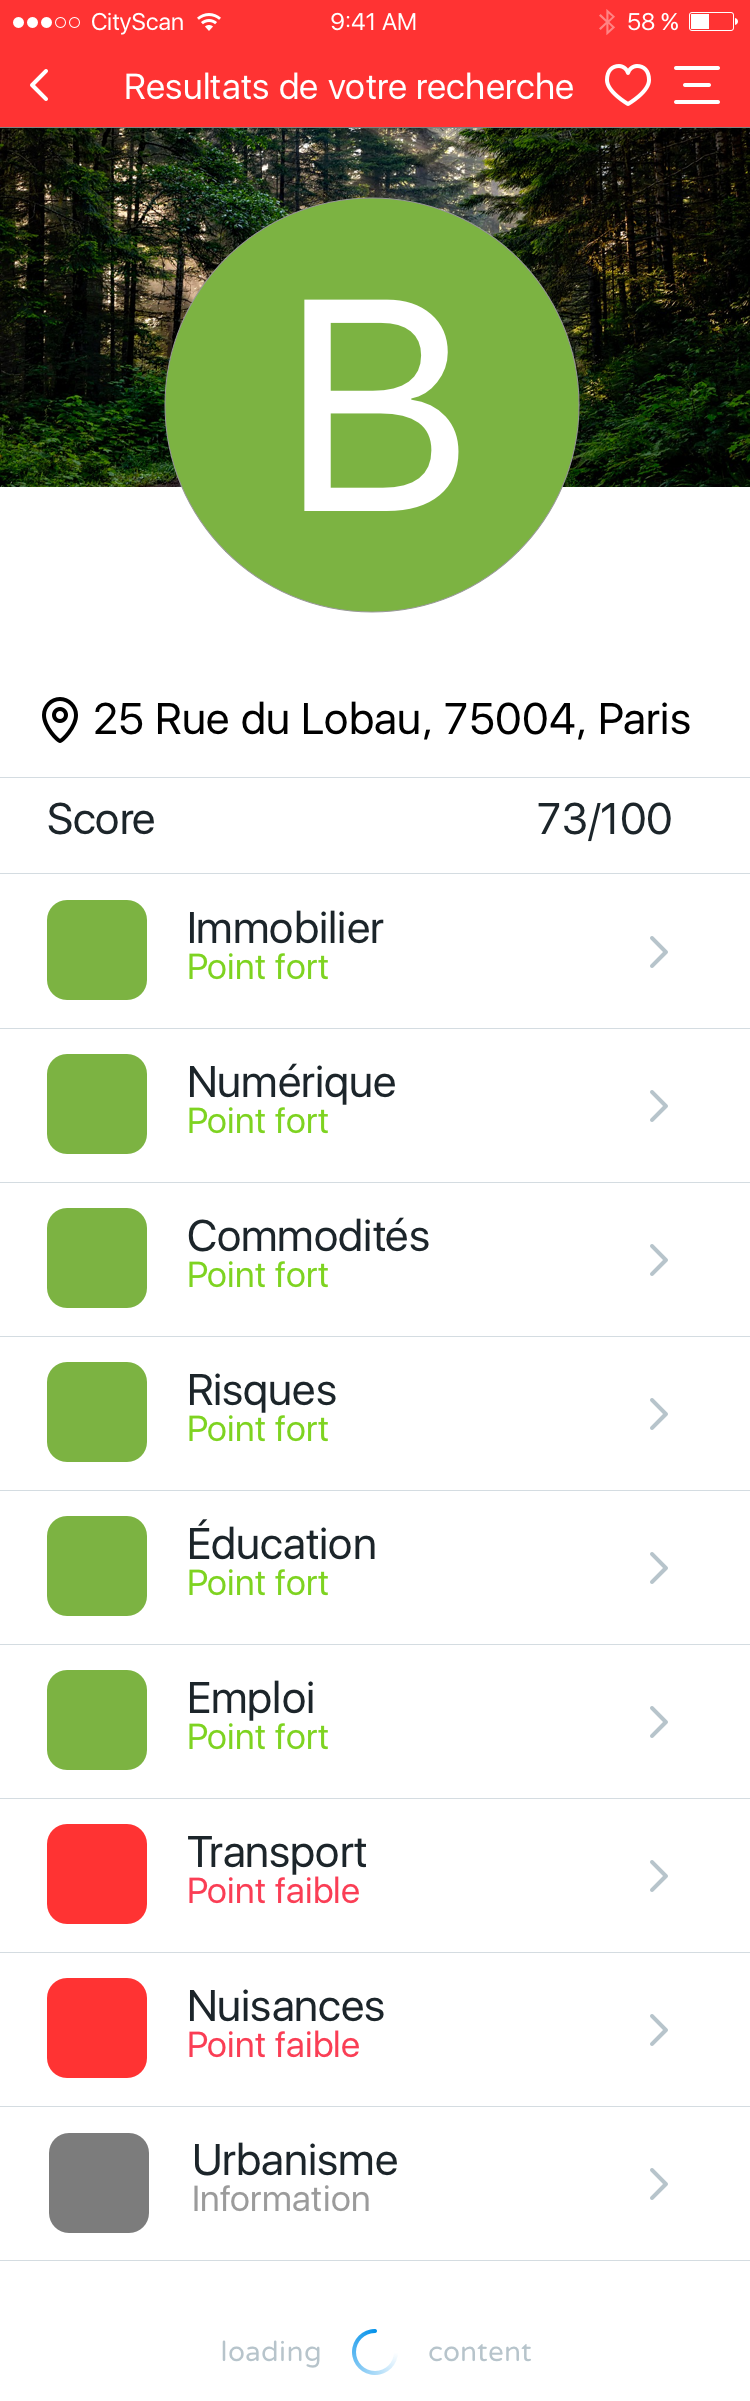 CityScan 9:41 AM 58 %
Resultats de votre recherche
B
25 Rue du Lobau, 75004, Paris
Score 73/100
Immobilier
Point fort
Numérique
Point fort
Commodités
Point fort
Risques
Point fort
Éducation
Point fort
Emploi
Point fort
Transport
Point faible
Nuisances
Point faible
Urbanisme
Information
loading content